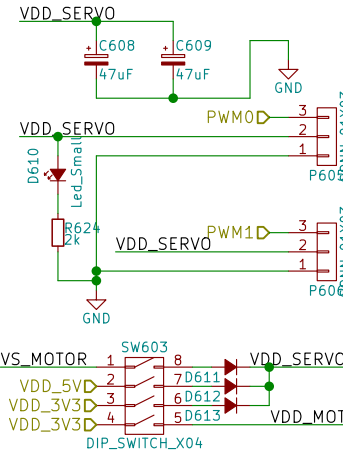 VDD_SERVO
C608
C609
47uF
47uF
GND
PWM0
3
VDD_SERVO
2
1
D610
Led_Small
P605
R624
2k
PWM1
3
VDD_SERVO
2
1
P606
GND
SW603
VS_MOTOR
1
8
VDD_SERVO
VDD_5V
2
7
D611
VDD_3V3
3
6
D612
VDD_3V3
4
5
D613
VDD_MOT
DIP_SWITCH_X04